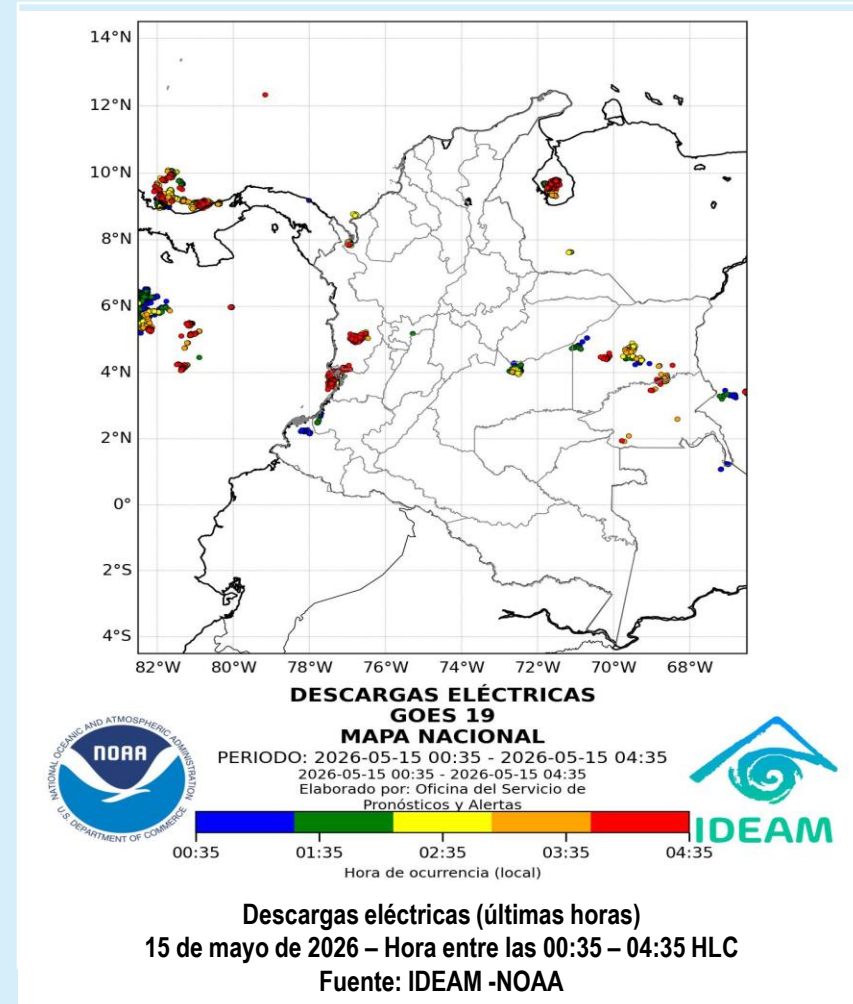 14°N
12°N
10°N
8°N
6°N
4°N
2°N
0°
2°S
4°S
82°W 80°W 78°W 76°W 74°W 72°W 70°W 68°W
DESCARGAS ELÉCTRICAS
GOES 19
MAPA NACIONAL
PERIODO: 2026-05-15 00:35 - 2026-05-15 04:35
2026-05-15 00:35 - 2026-05-15 04:35
Elaborado por: Oficina del Servicio de
Pronósticos y Alertas
NATIONAL OCEANIC AND ATMOSPHERIC ADMINISTRATION
NOAA
U.S. DEPARTMENT OF COMMERCE
IDEAM
00:35 01:35 02:35 03:35 04:35
Hora de ocurrencia (local)
Descargas eléctricas (últimas horas)
15 de mayo de 2026 – Hora entre las 00:35 – 04:35 HLC
Fuente: IDEAM -NOAA